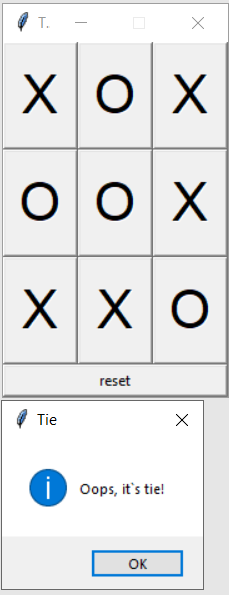 T.
X O X
O O X
X X O
reset
Tie
Oops, it`s tie!
OK